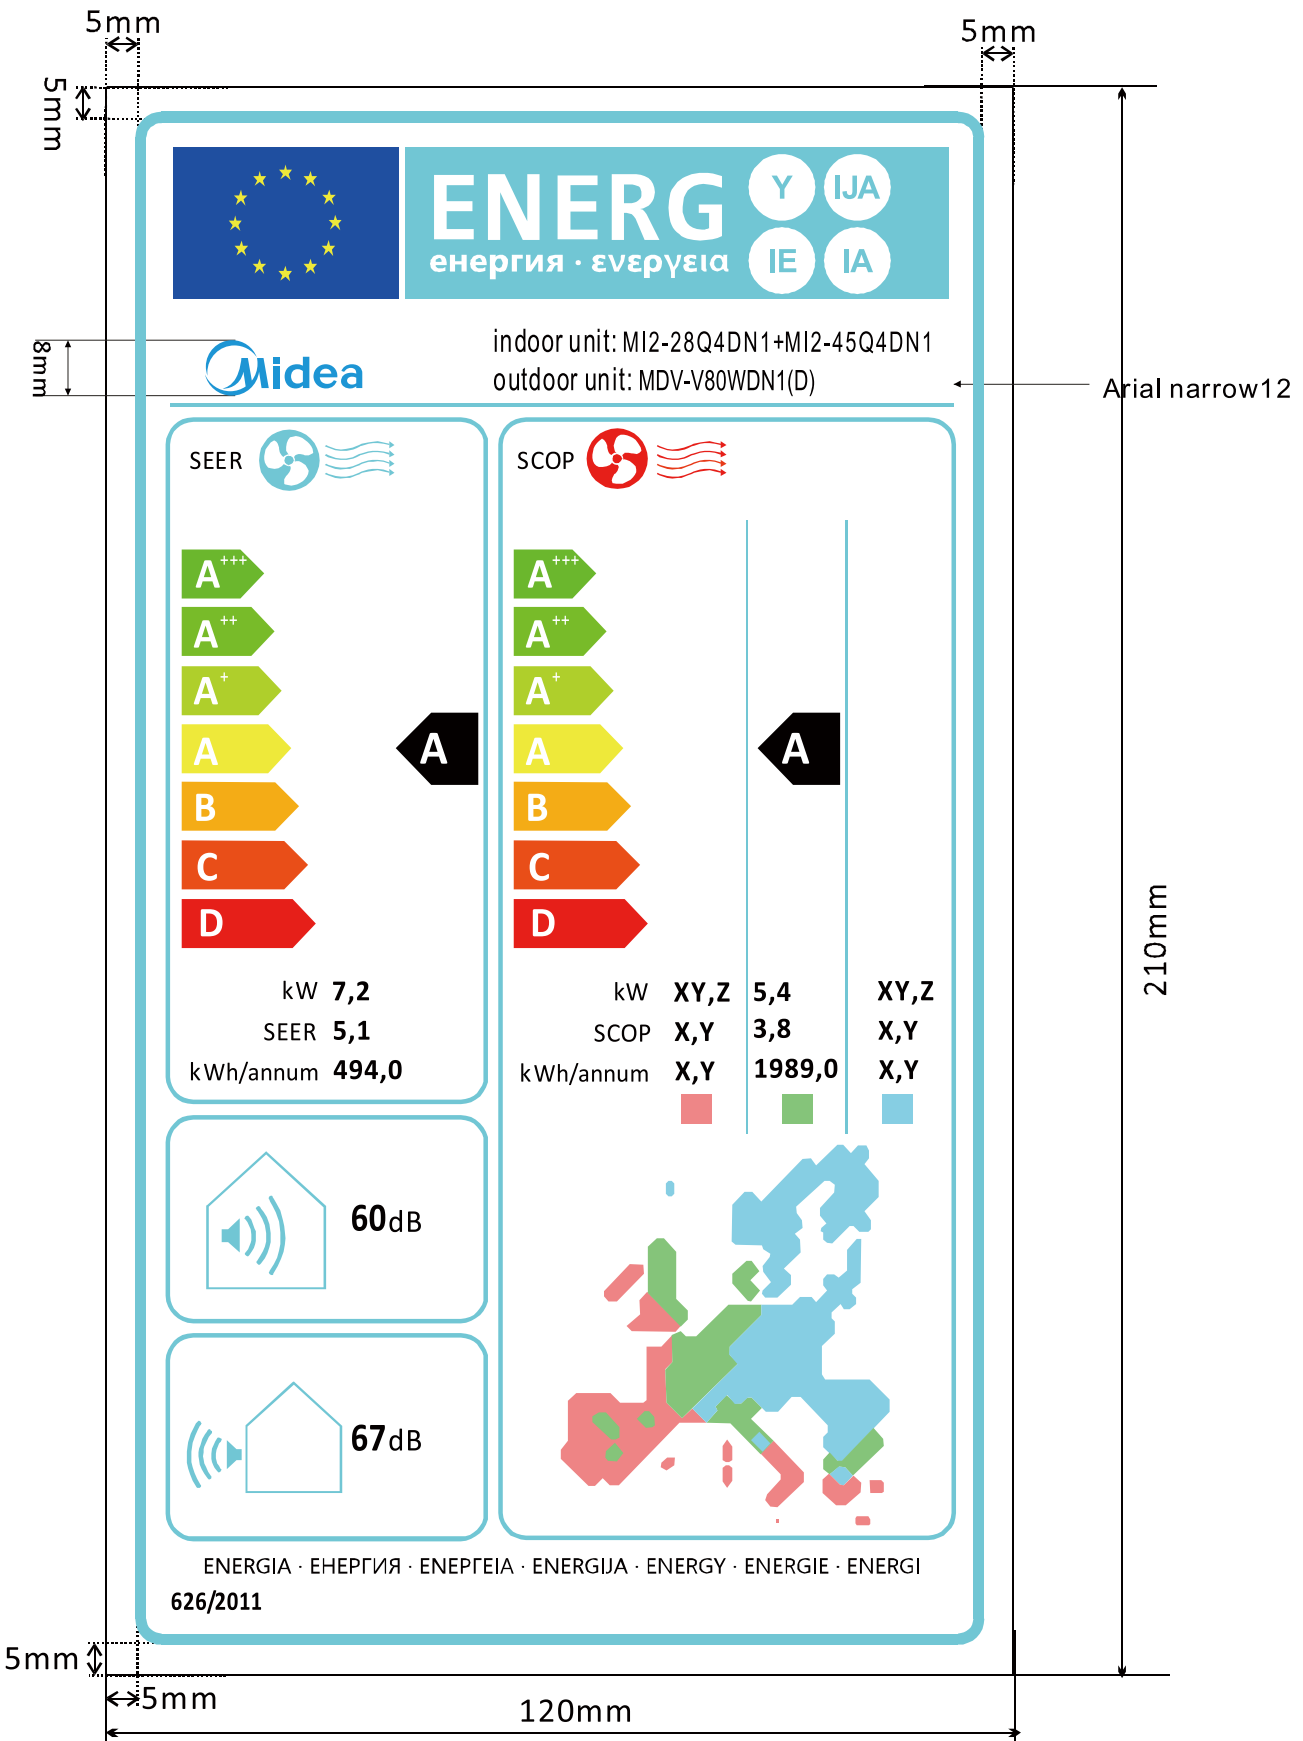 5mm
5mm
5mm
ENERG
енергия · ενεργεια
Y
IJA
IE
IA
8mm
Midea
indoor unit: MI2-28Q4DN1+MI2-45Q4DN1
outdoor unit: MDV-V80WDN1(D)
Arial narrow12
SEER
SCOP
A+++
A++
A+
A
B
C
D
A
A+++
A++
A+
A
B
C
D
A
kW 7,2
SEER 5,1
kWh/annum 494,0
kW XY,Z 5,4 XY,Z
SCOP X,Y 3,8 X,Y
kWh/annum X,Y 1989,0 X,Y
210mm
60dB
67dB
ENERGIA · ЕНЕРГИЯ · ΕΝΕΡΓΕΙΑ · ENERGIJA · ENERGY · ENERGIE · ENERGI
626/2011
5mm
5mm
120mm